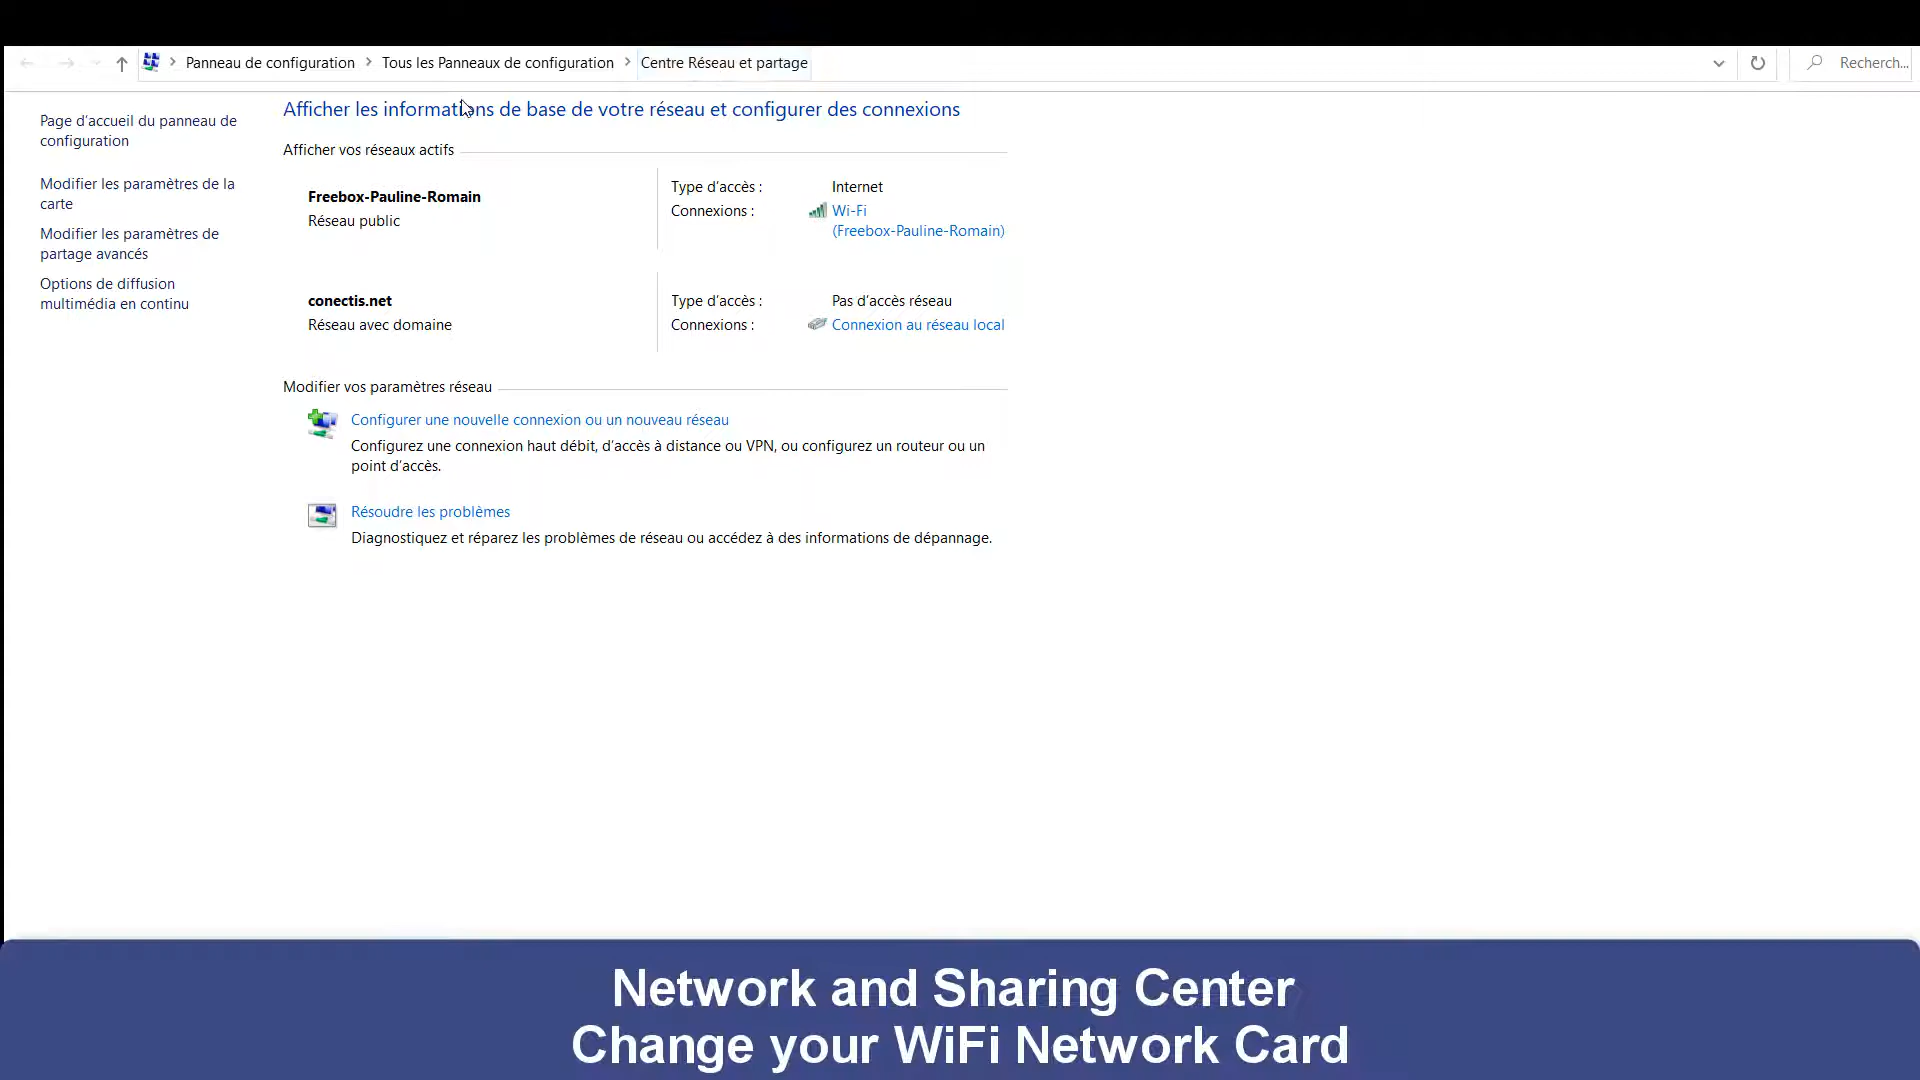 Panneau de configuration > Tous les Panneaux de configuration > Centre Réseau et partage
Recherch...
Page d'accueil du panneau de
configuration
Modifier les paramètres de la
carte
Modifier les paramètres de
partage avancés
Options de diffusion
multimédia en continu
Afficher les informations de base de votre réseau et configurer des connexions
Afficher vos réseaux actifs
Freebox-Pauline-Romain
Réseau public
Type d'accès : Internet
Connexions : Wi-Fi
(Freebox-Pauline-Romain)
conectis.net
Réseau avec domaine
Type d'accès : Pas d'accès réseau
Connexions : Connexion au réseau local
Modifier vos paramètres réseau
Configurer une nouvelle connexion ou un nouveau réseau
Configurez une connexion haut débit, d'accès à distance ou VPN, ou configurez un routeur ou un
point d'accès.
Résoudre les problèmes
Diagnostiquez et réparez les problèmes de réseau ou accédez à des informations de dépannage.
Network and Sharing Center
Change your WiFi Network Card